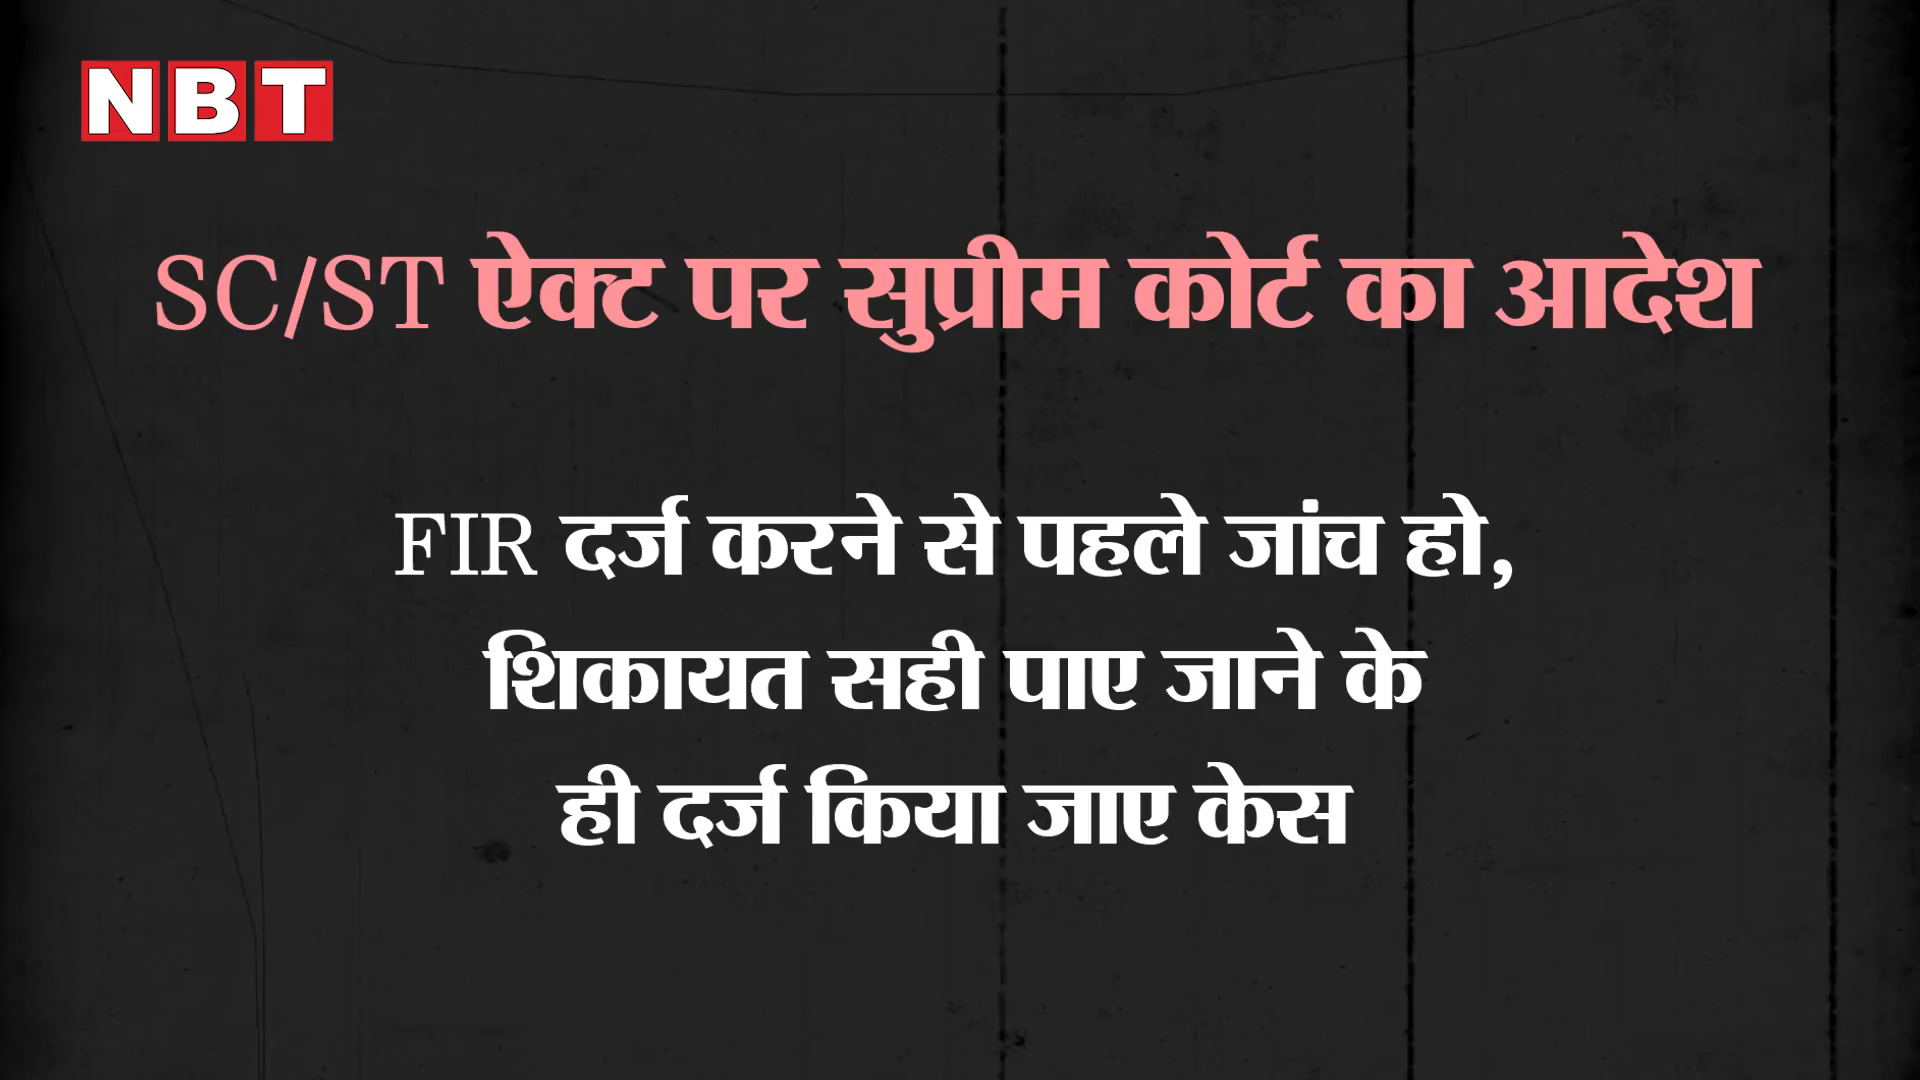 NBT
SC/ST ऐक्ट पर सुप्रीम कोर्ट का आदेश
FIR दर्ज करने से पहले जांच हो,
शिकायत सही पाए जाने के
ही दर्ज किया जाए केस